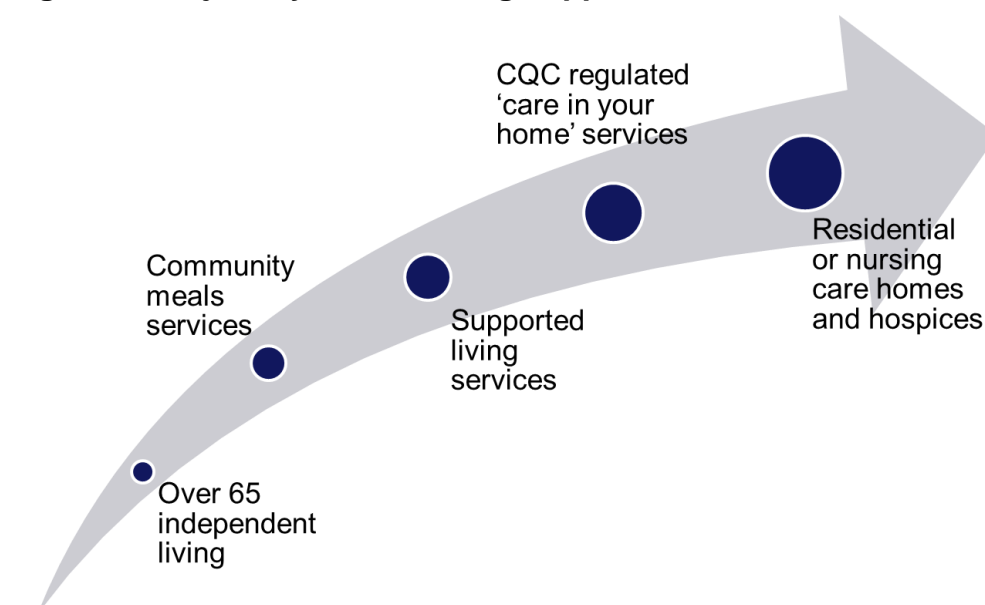 CQC regulated
‘care in your
home’ services
Residential
or nursing
care homes
and hospices
Community
meals
services
Supported
living
services
Over 65
independent
living